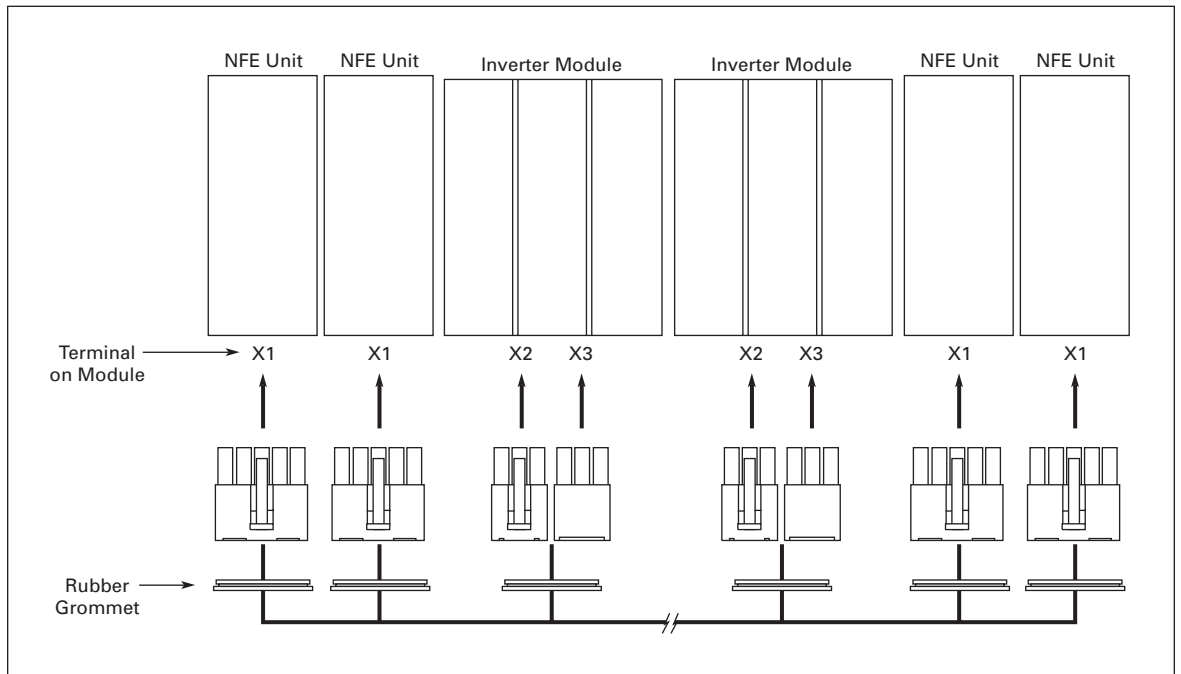 NFE Unit
NFE Unit
Inverter Module
Inverter Module
NFE Unit
NFE Unit
Terminal
on Module
X1
X1
X2
X3
X2
X3
X1
X1
Rubber
Grommet